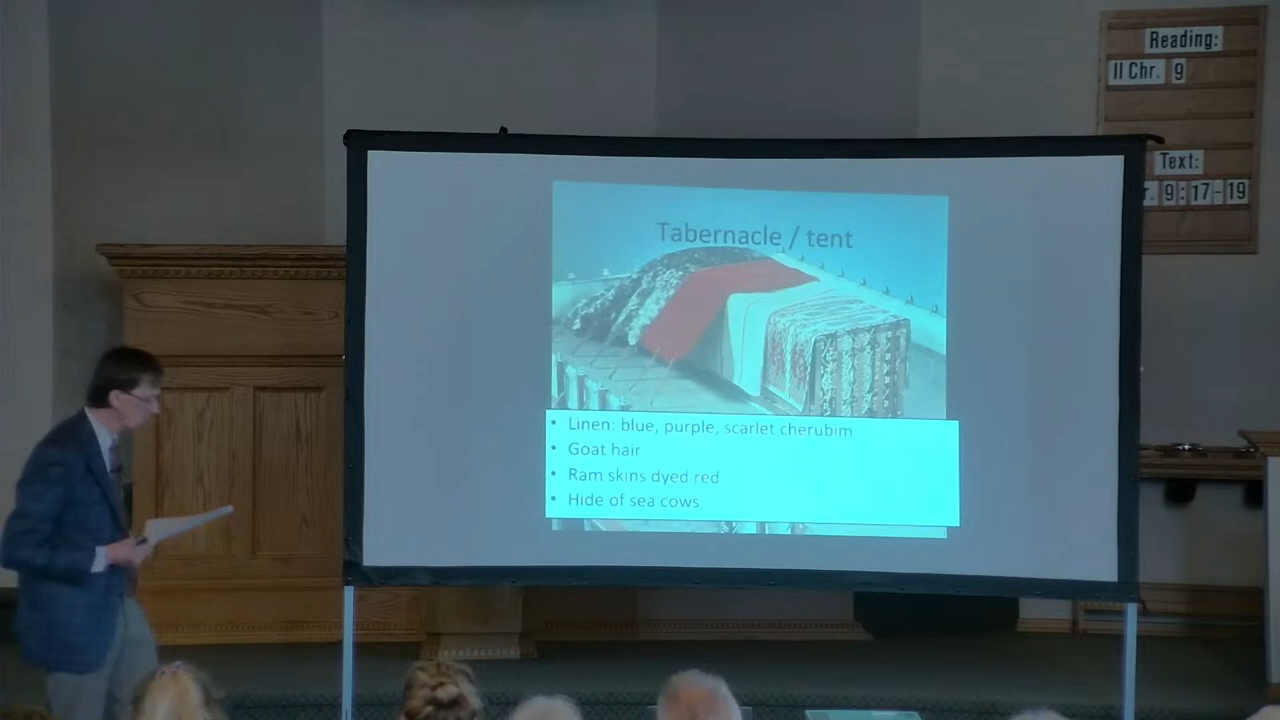 Reading:
II Chr. 9
Text:
r. 9:17-19
Tabernacle / tent
• Linen: blue, purple, scarlet cherubim
• Goat hair
• Ram skins dyed red
• Hide of sea cows